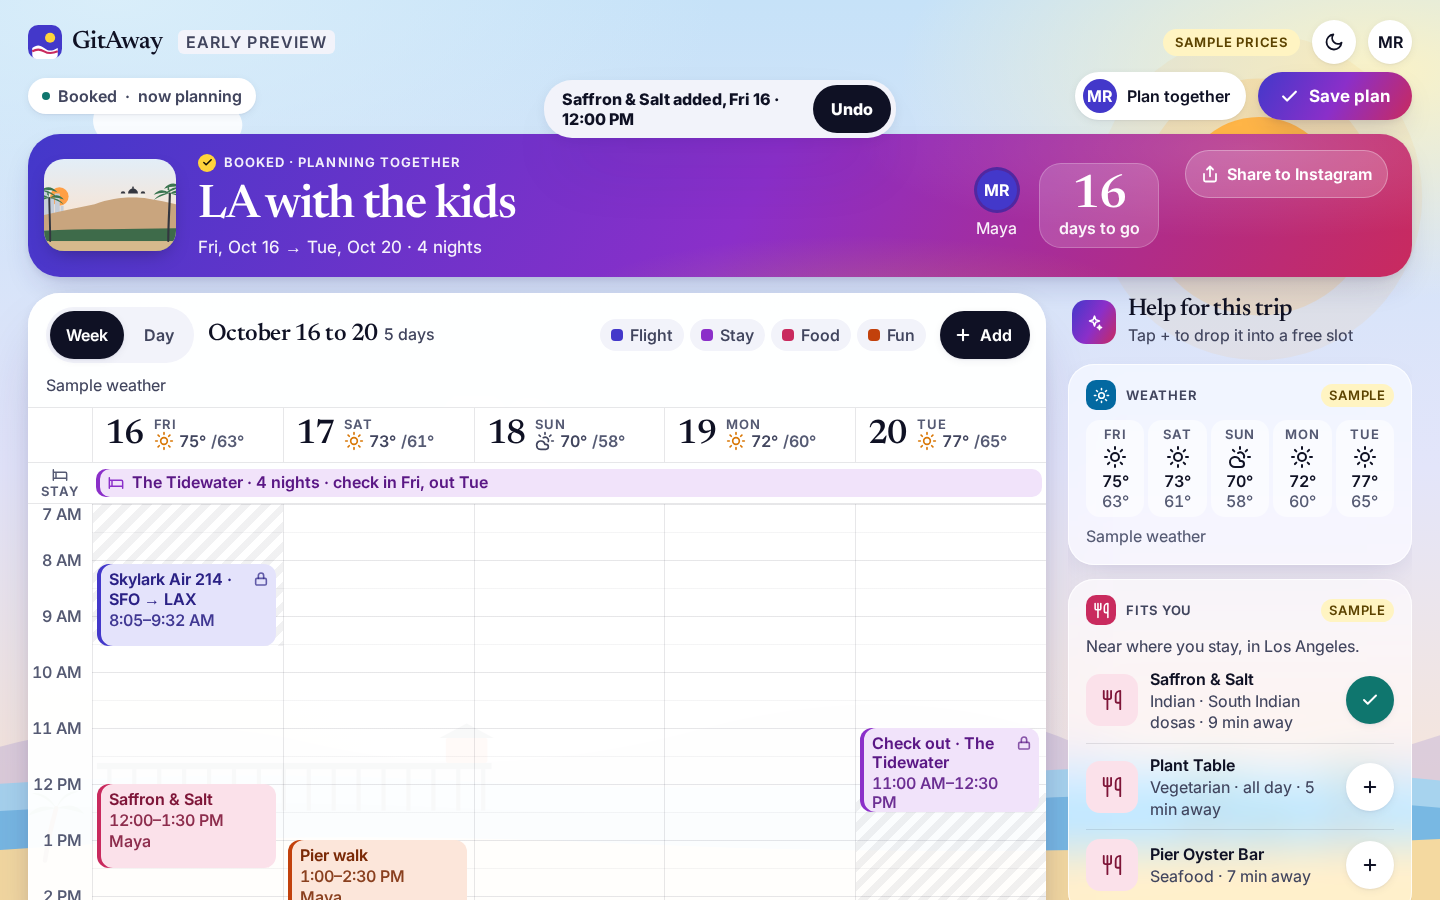 GitAway
EARLY PREVIEW
SAMPLE PRICES
MR
Booked · now planning
Saffron & Salt added, Fri 16 ·
12:00 PM
Undo
MR
Plan together
Save plan
BOOKED · PLANNING TOGETHER
LA with the kids
Fri, Oct 16 → Tue, Oct 20 · 4 nights
MR
Maya
16
days to go
Share to Instagram
Week
Day
October 16 to 20
5 days
Flight
Stay
Food
Fun
Add
Sample weather
16
FRI
75° /63°
17
SAT
73° /61°
18
SUN
70° /58°
19
MON
72° /60°
20
TUE
77° /65°
STAY
The Tidewater · 4 nights · check in Fri, out Tue
7 AM
8 AM
9 AM
10 AM
11 AM
12 PM
1 PM
2 PM
Skylark Air 214 ·
SFO → LAX
8:05–9:32 AM
Saffron & Salt
12:00–1:30 PM
Maya
Pier walk
1:00–2:30 PM
Maya
Check out · The
Tidewater
11:00 AM–12:30
PM
Help for this trip
Tap + to drop it into a free slot
WEATHER
SAMPLE
FRI
75°
63°
SAT
73°
61°
SUN
70°
58°
MON
72°
60°
TUE
77°
65°
Sample weather
FITS YOU
SAMPLE
Near where you stay, in Los Angeles.
Saffron & Salt
Indian · South Indian
dosas · 9 min away
Plant Table
Vegetarian · all day · 5
min away
Pier Oyster Bar
Seafood · 7 min away